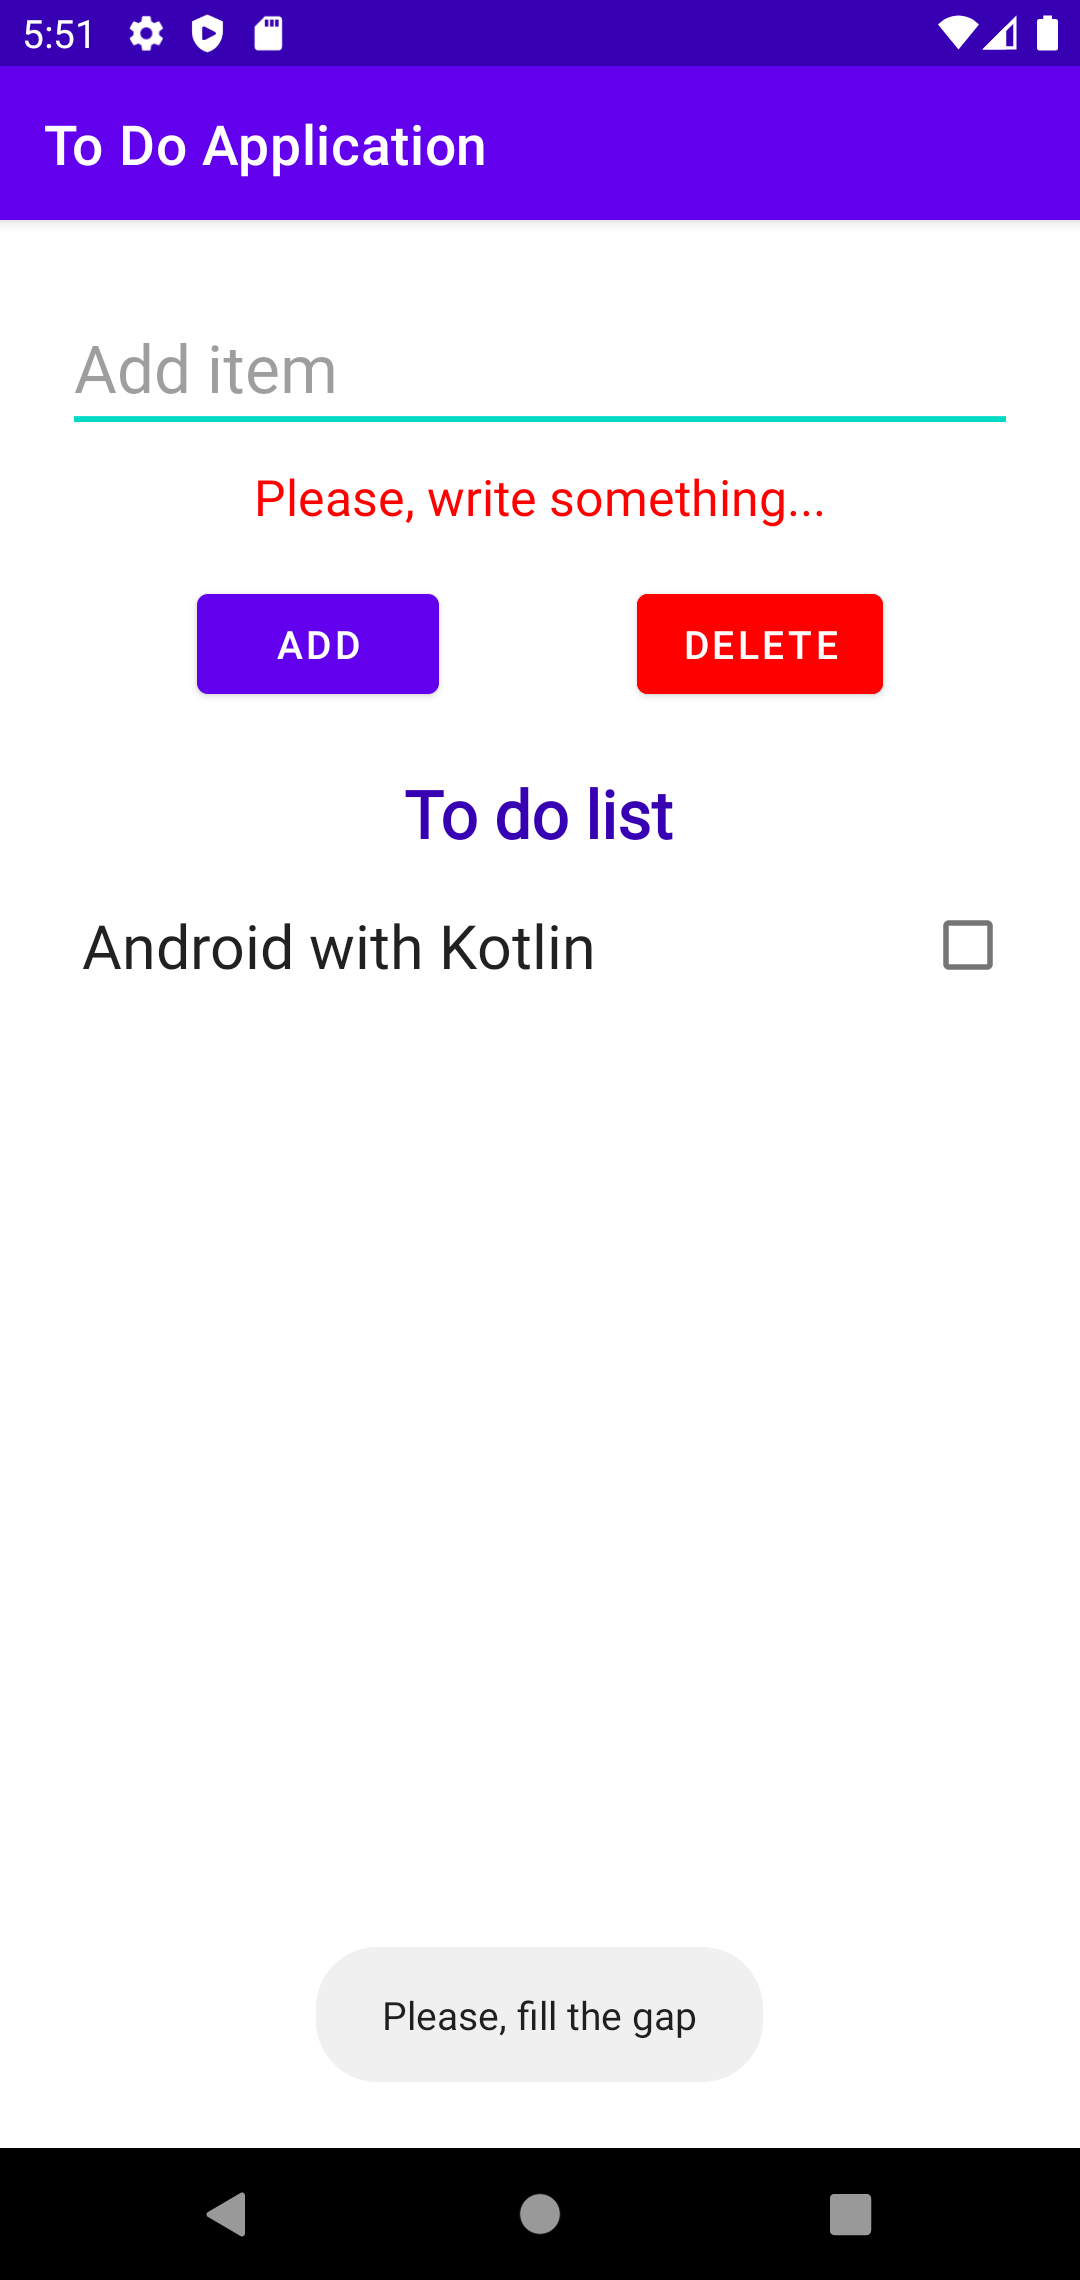 5:51
To Do Application
Add item
Please, write something...
ADD
DELETE
To do list
Android with Kotlin
Please, fill the gap